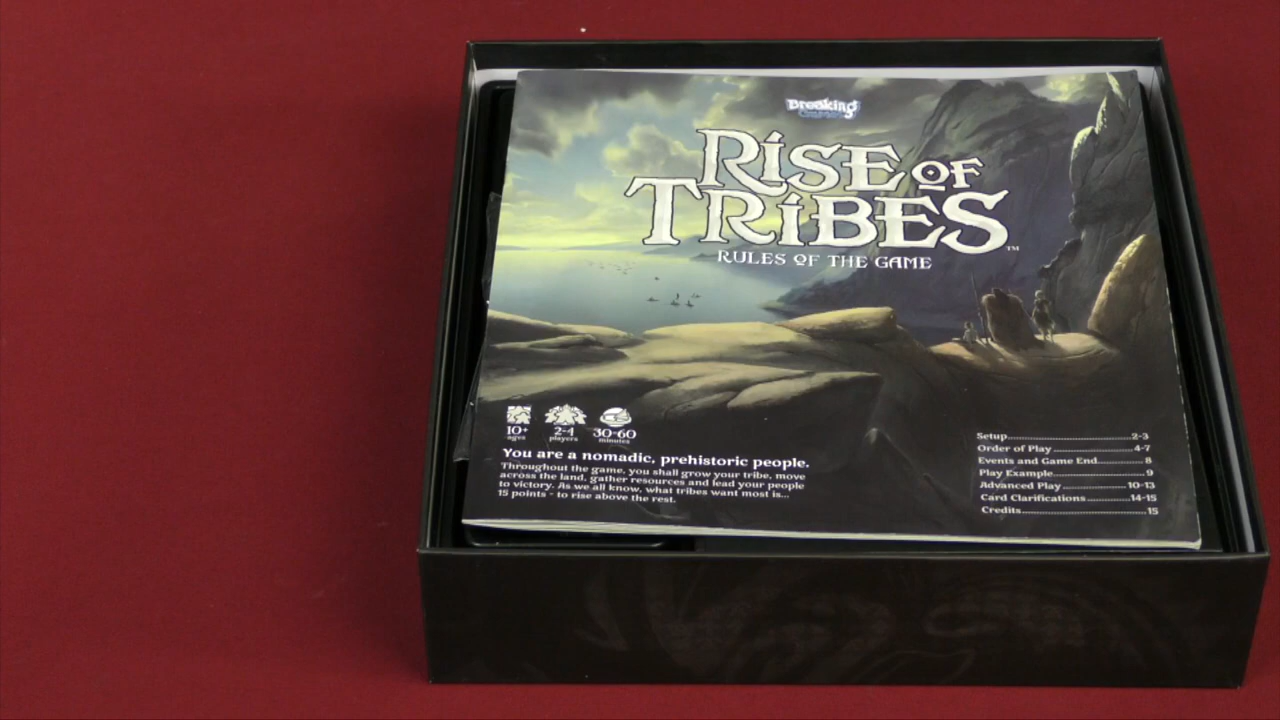 Breaking
RiSE OF
TRiBES™
RULES OF THE GAME
10+ ages
2-4 players
30-60 minutes
You are a nomadic, prehistoric people.
Throughout the game, you shall grow your tribe, move
across the land, gather resources and lead your people
to victory. As we all know, what tribes want most is...
15 points - to rise above the rest.
Setup....................................2-3
Order of Play.......................4-7
Events and Game End............8
Play Example..........................9
Advanced Play..................10-13
Card Clarifications............14-15
Credits...................................15